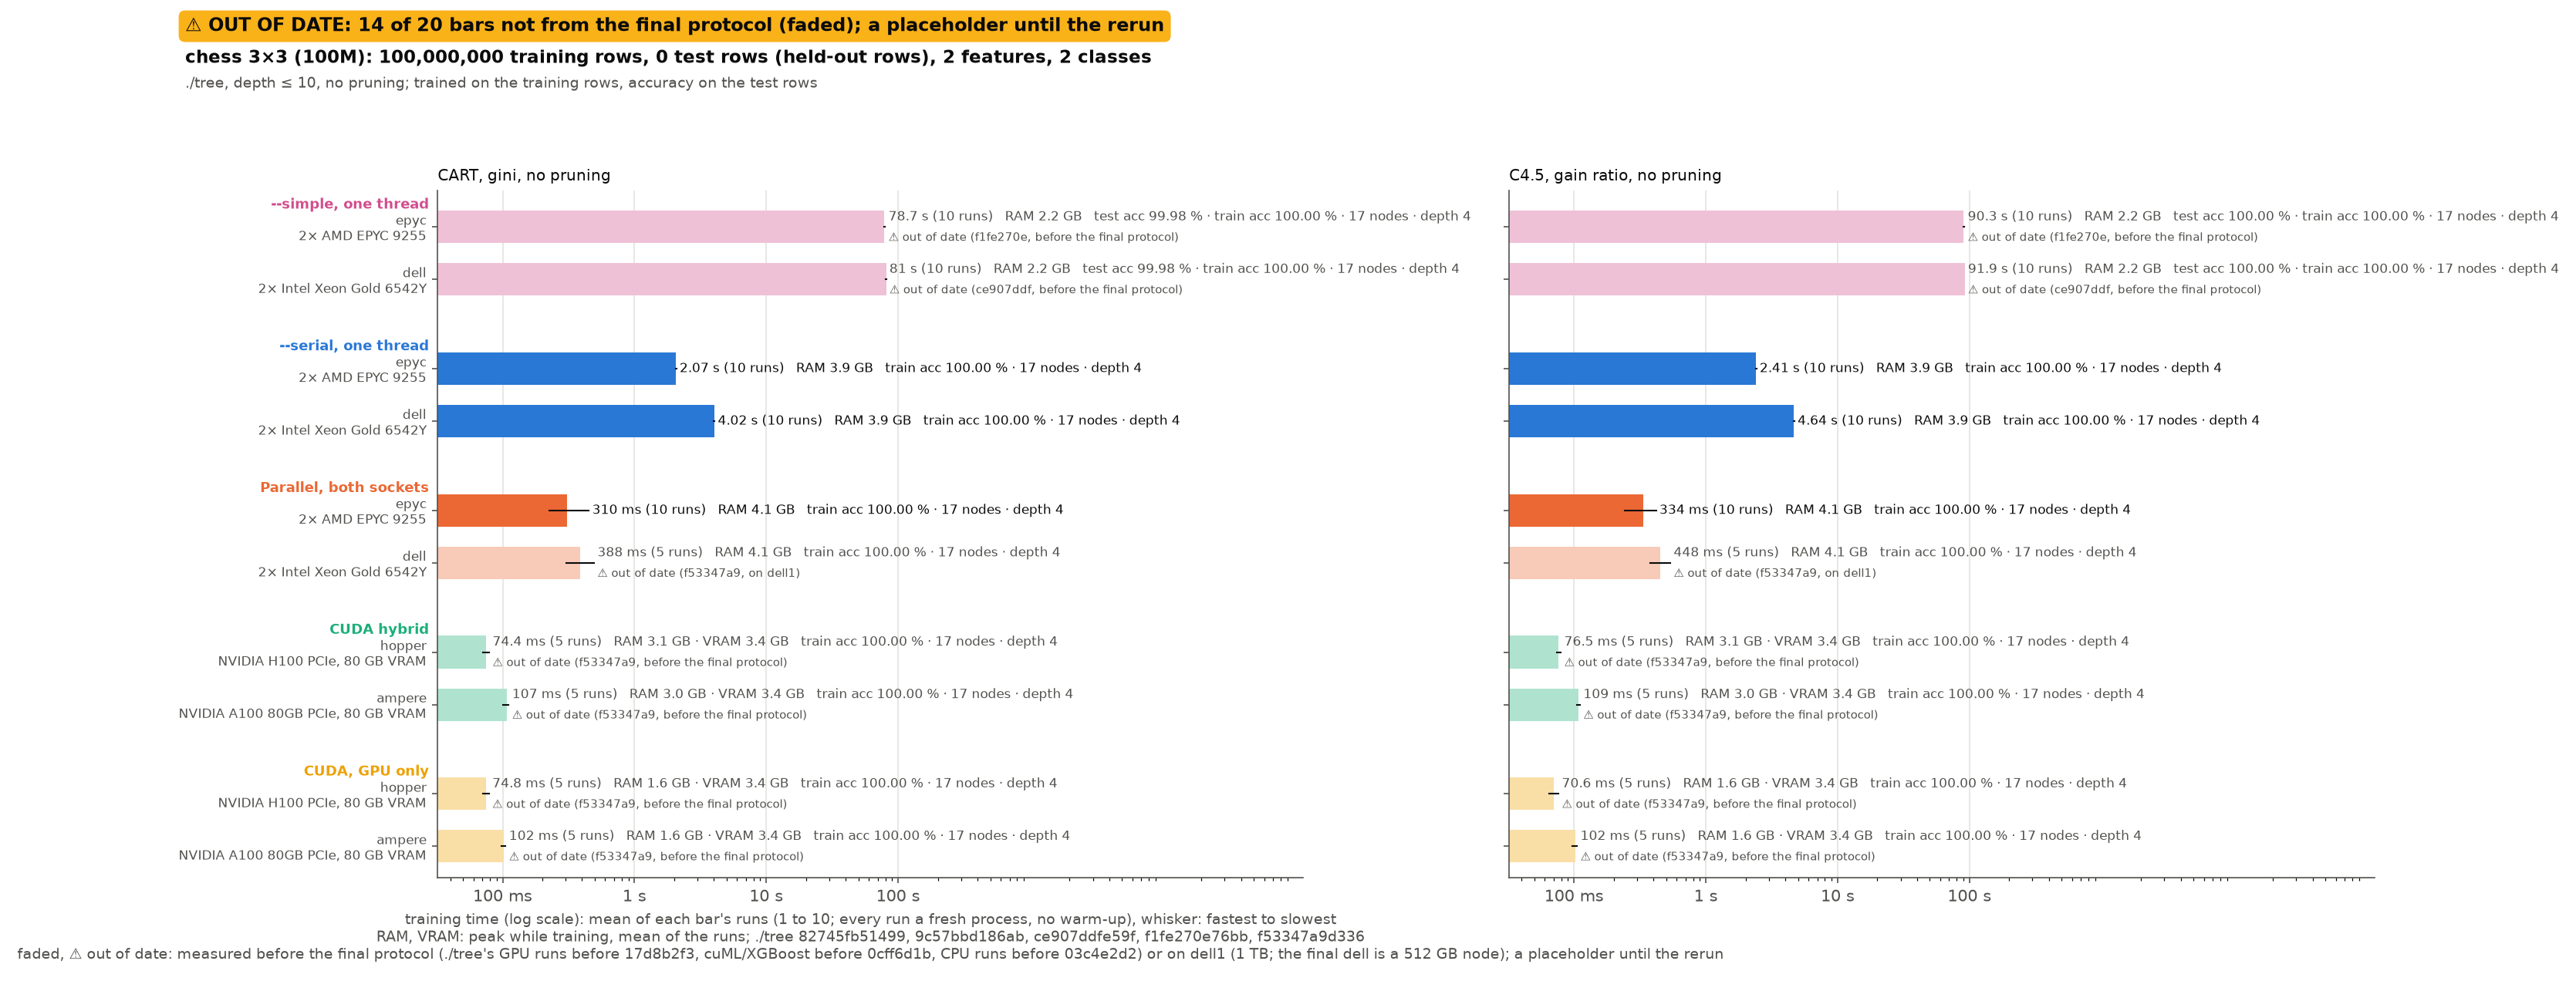 ⚠ OUT OF DATE: 14 of 20 bars not from the final protocol (faded); a placeholder until the rerun
chess 3×3 (100M): 100,000,000 training rows, 0 test rows (held-out rows), 2 features, 2 classes
./tree, depth ≤ 10, no pruning; trained on the training rows, accuracy on the test rows
CART, gini, no pruning
--simple, one thread
epyc
2× AMD EPYC 9255
78.7 s (10 runs)   RAM 2.2 GB   test acc 99.98 % · train acc 100.00 % · 17 nodes · depth 4
⚠ out of date (f1fe270e, before the final protocol)
dell
2× Intel Xeon Gold 6542Y
81 s (10 runs)   RAM 2.2 GB   test acc 99.98 % · train acc 100.00 % · 17 nodes · depth 4
⚠ out of date (ce907ddf, before the final protocol)
--serial, one thread
epyc
2× AMD EPYC 9255
2.07 s (10 runs)   RAM 3.9 GB   train acc 100.00 % · 17 nodes · depth 4
dell
2× Intel Xeon Gold 6542Y
4.02 s (10 runs)   RAM 3.9 GB   train acc 100.00 % · 17 nodes · depth 4
Parallel, both sockets
epyc
2× AMD EPYC 9255
310 ms (10 runs)   RAM 4.1 GB   train acc 100.00 % · 17 nodes · depth 4
dell
2× Intel Xeon Gold 6542Y
388 ms (5 runs)   RAM 4.1 GB   train acc 100.00 % · 17 nodes · depth 4
⚠ out of date (f53347a9, on dell1)
CUDA hybrid
hopper
NVIDIA H100 PCIe, 80 GB VRAM
74.4 ms (5 runs)   RAM 3.1 GB · VRAM 3.4 GB   train acc 100.00 % · 17 nodes · depth 4
⚠ out of date (f53347a9, before the final protocol)
ampere
NVIDIA A100 80GB PCIe, 80 GB VRAM
107 ms (5 runs)   RAM 3.0 GB · VRAM 3.4 GB   train acc 100.00 % · 17 nodes · depth 4
⚠ out of date (f53347a9, before the final protocol)
CUDA, GPU only
hopper
NVIDIA H100 PCIe, 80 GB VRAM
74.8 ms (5 runs)   RAM 1.6 GB · VRAM 3.4 GB   train acc 100.00 % · 17 nodes · depth 4
⚠ out of date (f53347a9, before the final protocol)
ampere
NVIDIA A100 80GB PCIe, 80 GB VRAM
102 ms (5 runs)   RAM 1.6 GB · VRAM 3.4 GB   train acc 100.00 % · 17 nodes · depth 4
⚠ out of date (f53347a9, before the final protocol)
100 ms   1 s   10 s   100 s
C4.5, gain ratio, no pruning
90.3 s (10 runs)   RAM 2.2 GB   test acc 100.00 % · train acc 100.00 % · 17 nodes · depth 4
⚠ out of date (f1fe270e, before the final protocol)
91.9 s (10 runs)   RAM 2.2 GB   test acc 100.00 % · train acc 100.00 % · 17 nodes · depth 4
⚠ out of date (ce907ddf, before the final protocol)
2.41 s (10 runs)   RAM 3.9 GB   train acc 100.00 % · 17 nodes · depth 4
4.64 s (10 runs)   RAM 3.9 GB   train acc 100.00 % · 17 nodes · depth 4
334 ms (10 runs)   RAM 4.1 GB   train acc 100.00 % · 17 nodes · depth 4
448 ms (5 runs)   RAM 4.1 GB   train acc 100.00 % · 17 nodes · depth 4
⚠ out of date (f53347a9, on dell1)
76.5 ms (5 runs)   RAM 3.1 GB · VRAM 3.4 GB   train acc 100.00 % · 17 nodes · depth 4
⚠ out of date (f53347a9, before the final protocol)
109 ms (5 runs)   RAM 3.0 GB · VRAM 3.4 GB   train acc 100.00 % · 17 nodes · depth 4
⚠ out of date (f53347a9, before the final protocol)
70.6 ms (5 runs)   RAM 1.6 GB · VRAM 3.4 GB   train acc 100.00 % · 17 nodes · depth 4
⚠ out of date (f53347a9, before the final protocol)
102 ms (5 runs)   RAM 1.6 GB · VRAM 3.4 GB   train acc 100.00 % · 17 nodes · depth 4
⚠ out of date (f53347a9, before the final protocol)
100 ms   1 s   10 s   100 s
training time (log scale): mean of each bar's runs (1 to 10; every run a fresh process, no warm-up), whisker: fastest to slowest
RAM, VRAM: peak while training, mean of the runs; ./tree 82745fb51499, 9c57bbd186ab, ce907ddfe59f, f1fe270e76bb, f53347a9d336
faded, ⚠ out of date: measured before the final protocol (./tree's GPU runs before 17d8b2f3, cuML/XGBoost before 0cff6d1b, CPU runs before 03c4e2d2) or on dell1 (1 TB; the final dell is a 512 GB node); a placeholder until the rerun